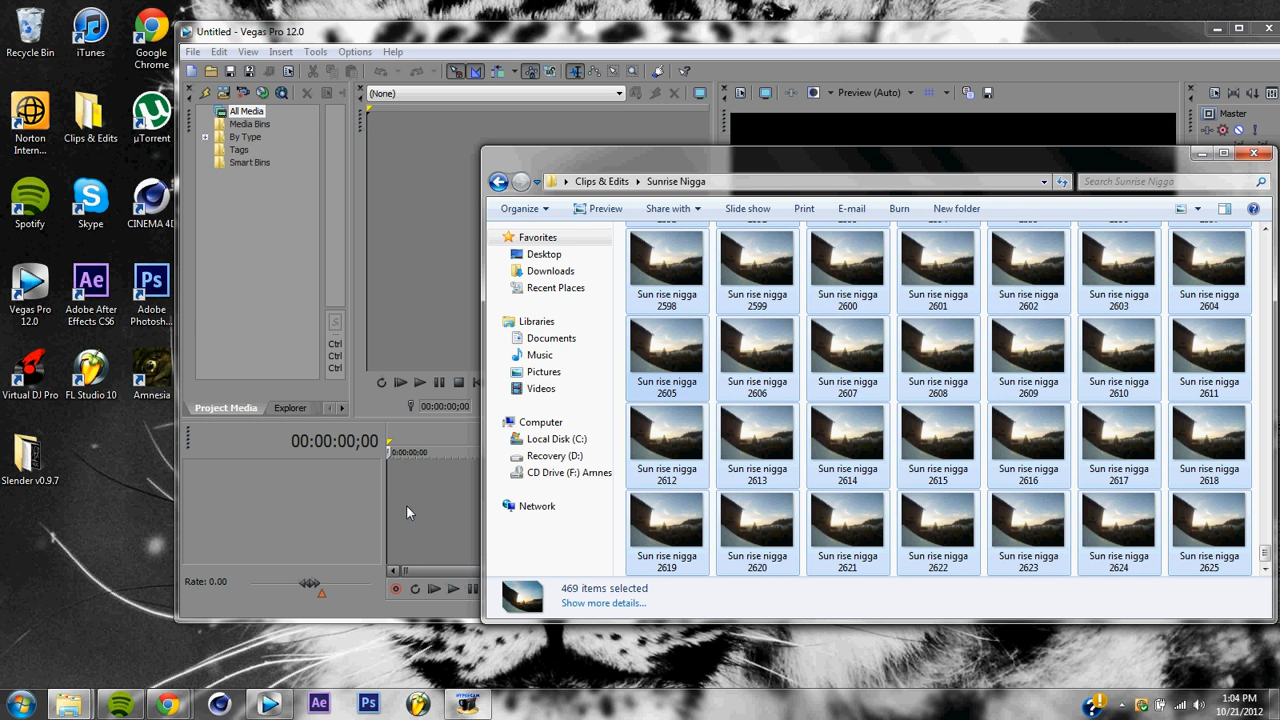 Recycle Bin
iTunes
Google Chrome
Norton Intern...
Clips & Edits
µTorrent
Spotify
Skype
CINEMA 4D
Vegas Pro 12.0
Adobe After Effects CS6
Adobe Photosh...
Virtual DJ Pro
FL Studio 10
Amnesia
Slender v0.9.7
Untitled - Vegas Pro 12.0
File Edit View Insert Tools Options Help
(None)
Preview (Auto)
All Media
Media Bins
By Type
Tags
Smart Bins
Master
S
Ctrl
Ctrl
Ctrl
Project Media Explorer
00:00:00;00
00:00:00;00
0:00:00;00
Rate: 0.00
Clips & Edits Sunrise Nigga
Search Sunrise Nigga
Organize Preview Share with Slide show Print E-mail Burn New folder
Favorites
Desktop
Downloads
Recent Places
Libraries
Documents
Music
Pictures
Videos
Computer
Local Disk (C:)
Recovery (D:)
CD Drive (F:) Amnes
Network
Sun rise nigga 2598
Sun rise nigga 2599
Sun rise nigga 2600
Sun rise nigga 2601
Sun rise nigga 2602
Sun rise nigga 2603
Sun rise nigga 2604
Sun rise nigga 2605
Sun rise nigga 2606
Sun rise nigga 2607
Sun rise nigga 2608
Sun rise nigga 2609
Sun rise nigga 2610
Sun rise nigga 2611
Sun rise nigga 2612
Sun rise nigga 2613
Sun rise nigga 2614
Sun rise nigga 2615
Sun rise nigga 2616
Sun rise nigga 2617
Sun rise nigga 2618
Sun rise nigga 2619
Sun rise nigga 2620
Sun rise nigga 2621
Sun rise nigga 2622
Sun rise nigga 2623
Sun rise nigga 2624
Sun rise nigga 2625
469 items selected
Show more details...
Ae
Ps
Ae
Ps
HYPERCAM
1:04 PM
10/21/2012